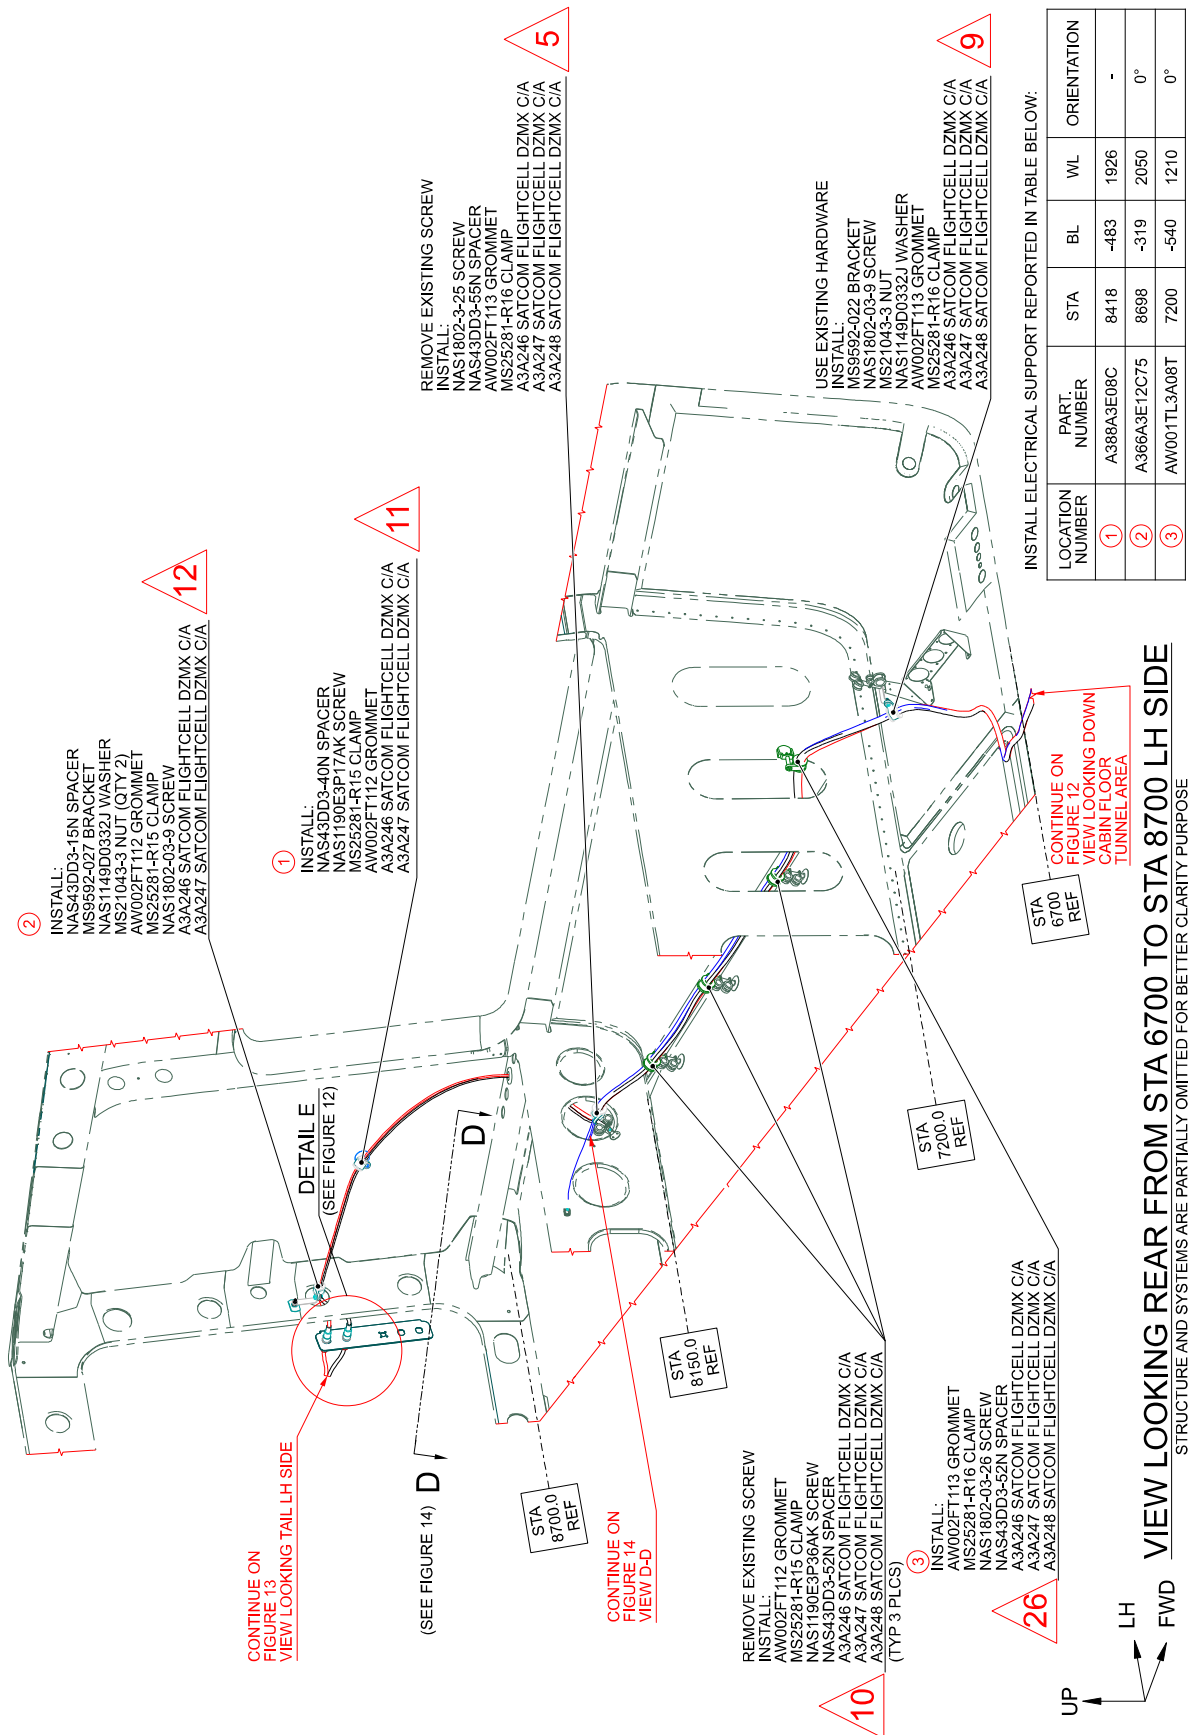 2
INSTALL:
NAS43DD3-15N SPACER
MS9592-027 BRACKET
NAS1149D0332J WASHER
MS21043-3 NUT (QTY 2)
AW002FT112 GROMMET
MS25281-R15 CLAMP
NAS1802-03-9 SCREW
A3A246 SATCOM FLIGHTCELL DZMX C/A
A3A247 SATCOM FLIGHTCELL DZMX C/A
12
1
INSTALL:
NAS43DD3-40N SPACER
NAS1190E3P17AK SCREW
MS25281-R15 CLAMP
AW002FT112 GROMMET
A3A246 SATCOM FLIGHTCELL DZMX C/A
A3A247 SATCOM FLIGHTCELL DZMX C/A
11
REMOVE EXISTING SCREW
INSTALL:
NAS1802-3-25 SCREW
NAS43DD3-55N SPACER
AW002FT113 GROMMET
MS25281-R16 CLAMP
A3A246 SATCOM FLIGHTCELL DZMX C/A
A3A247 SATCOM FLIGHTCELL DZMX C/A
A3A248 SATCOM FLIGHTCELL DZMX C/A
5
USE EXISTING HARDWARE
INSTALL:
MS9592-022 BRACKET
NAS1802-03-9 SCREW
MS21043-3 NUT
NAS1149D0332J WASHER
AW002FT113 GROMMET
MS25281-R16 CLAMP
A3A246 SATCOM FLIGHTCELL DZMX C/A
A3A247 SATCOM FLIGHTCELL DZMX C/A
A3A248 SATCOM FLIGHTCELL DZMX C/A
9
CONTINUE ON
FIGURE 13
VIEW LOOKING TAIL LH SIDE
DETAIL E
(SEE FIGURE 12)
D
(SEE FIGURE 14) D
STA
8700.0
REF
CONTINUE ON
FIGURE 14
VIEW D-D
STA
8150.0
REF
STA
7200.0
REF
STA
6700
REF
CONTINUE ON
FIGURE 12
VIEW LOOKING DOWN
CABIN FLOOR
TUNNEL AREA
REMOVE EXISTING SCREW
INSTALL:
AW002FT112 GROMMET
MS25281-R15 CLAMP
NAS1190E3P36AK SCREW
NAS43DD3-52N SPACER
A3A246 SATCOM FLIGHTCELL DZMX C/A
A3A247 SATCOM FLIGHTCELL DZMX C/A
A3A248 SATCOM FLIGHTCELL DZMX C/A
(TYP 3 PLCS)
10
3
INSTALL:
AW002FT113 GROMMET
MS25281-R16 CLAMP
NAS1802-03-26 SCREW
NAS43DD3-52N SPACER
A3A246 SATCOM FLIGHTCELL DZMX C/A
A3A247 SATCOM FLIGHTCELL DZMX C/A
A3A248 SATCOM FLIGHTCELL DZMX C/A
26
INSTALL ELECTRICAL SUPPORT REPORTED IN TABLE BELOW:
LOCATION NUMBER PART. NUMBER STA BL WL ORIENTATION
1 A388A3E08C 8418 -483 1926 -
2 A366A3E12C75 8698 -319 2050 0°
3 AW001TL3A08T 7200 -540 1210 0°
UP
LH
FWD
VIEW LOOKING REAR FROM STA 6700 TO STA 8700 LH SIDE
STRUCTURE AND SYSTEMS ARE PARTIALLY OMITTED FOR BETTER CLARITY PURPOSE